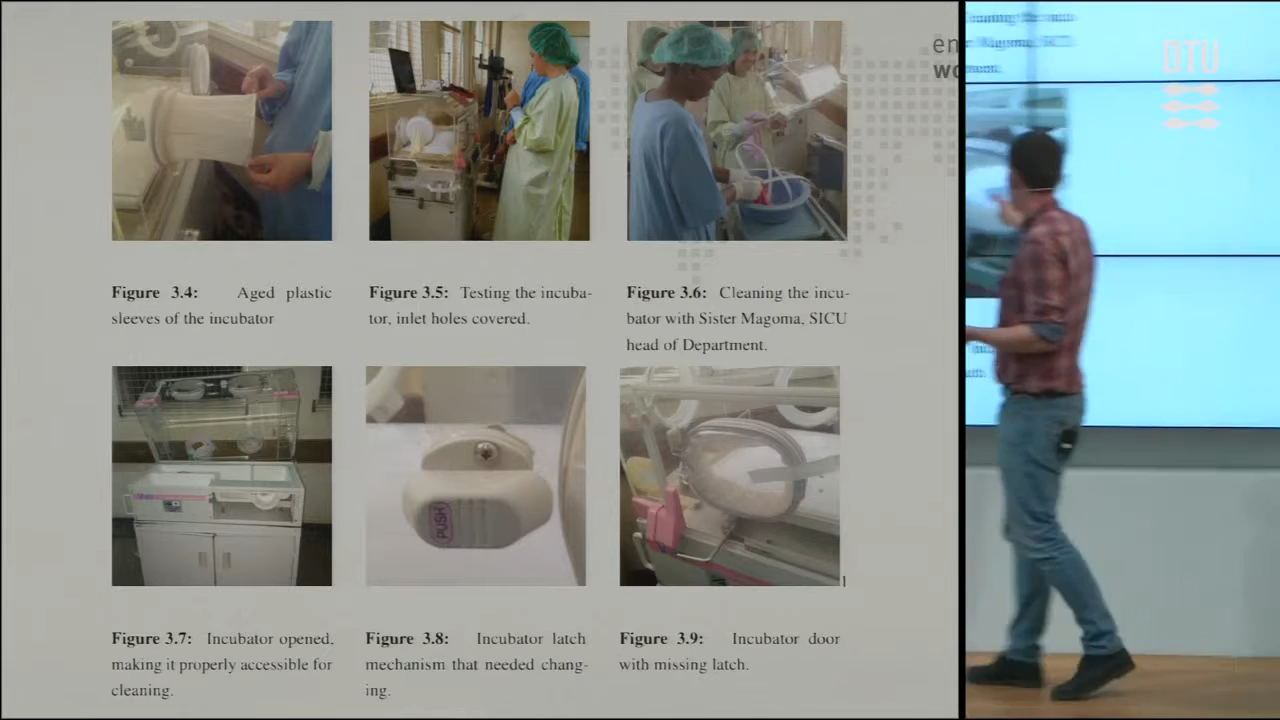 en
wo
DTU
Figure 3.4: Aged plastic
sleeves of the incubator
Figure 3.5: Testing the incuba-
tor, inlet holes covered.
Figure 3.6: Cleaning the incu-
bator with Sister Magoma, SICU
head of Department.
PUSH
Figure 3.7: Incubator opened,
making it properly accessible for
cleaning.
Figure 3.8: Incubator latch
mechanism that needed chang-
ing.
Figure 3.9: Incubator door
with missing latch.